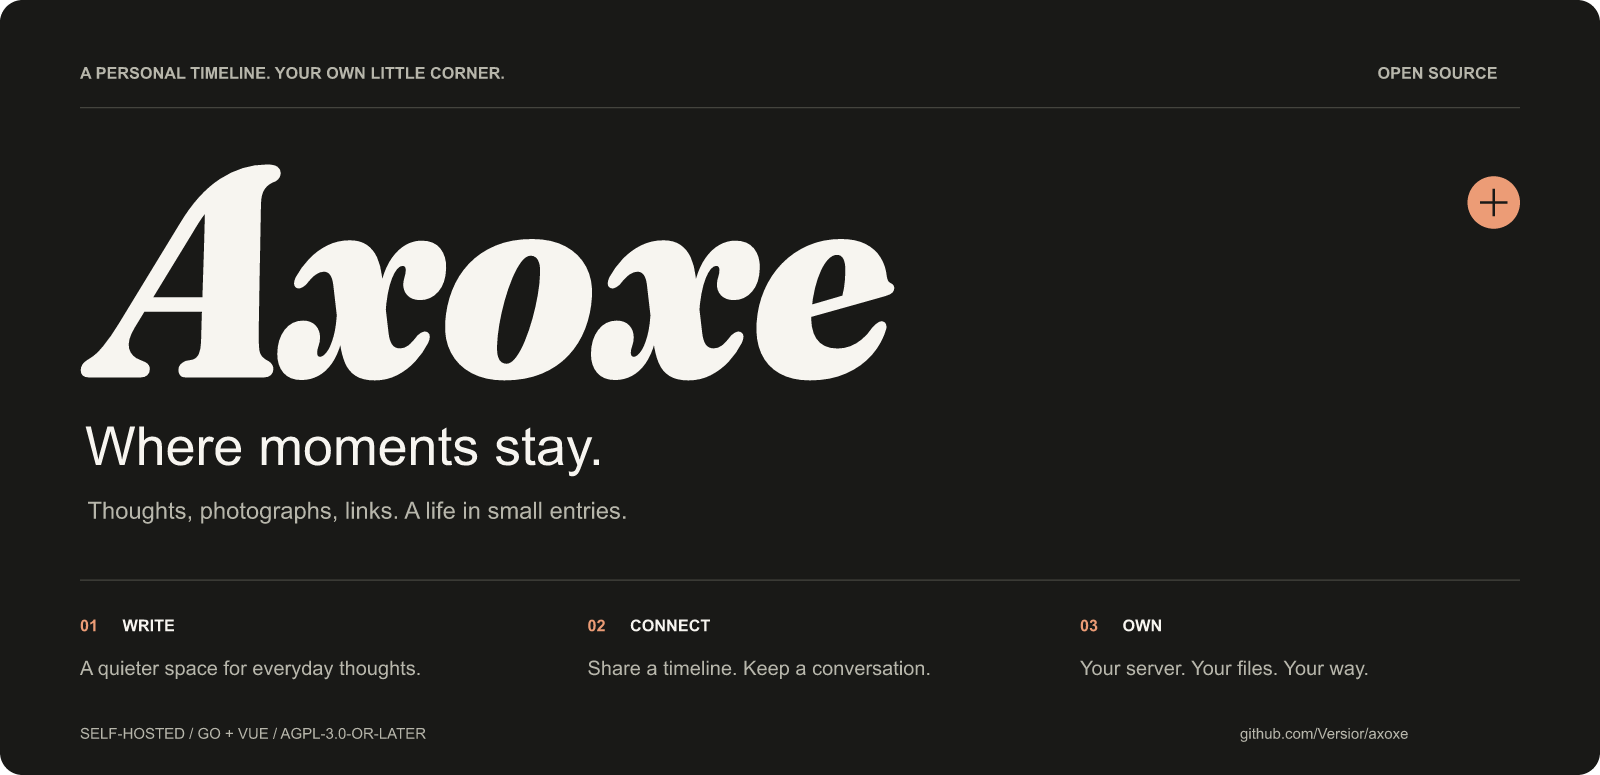 A PERSONAL TIMELINE. YOUR OWN LITTLE CORNER.
OPEN SOURCE
Axoxe
Where moments stay.
Thoughts, photographs, links. A life in small entries.
01 WRITE
A quieter space for everyday thoughts.
02 CONNECT
Share a timeline. Keep a conversation.
03 OWN
Your server. Your files. Your way.
SELF-HOSTED / GO + VUE / AGPL-3.0-OR-LATER
github.com/Versior/axoxe